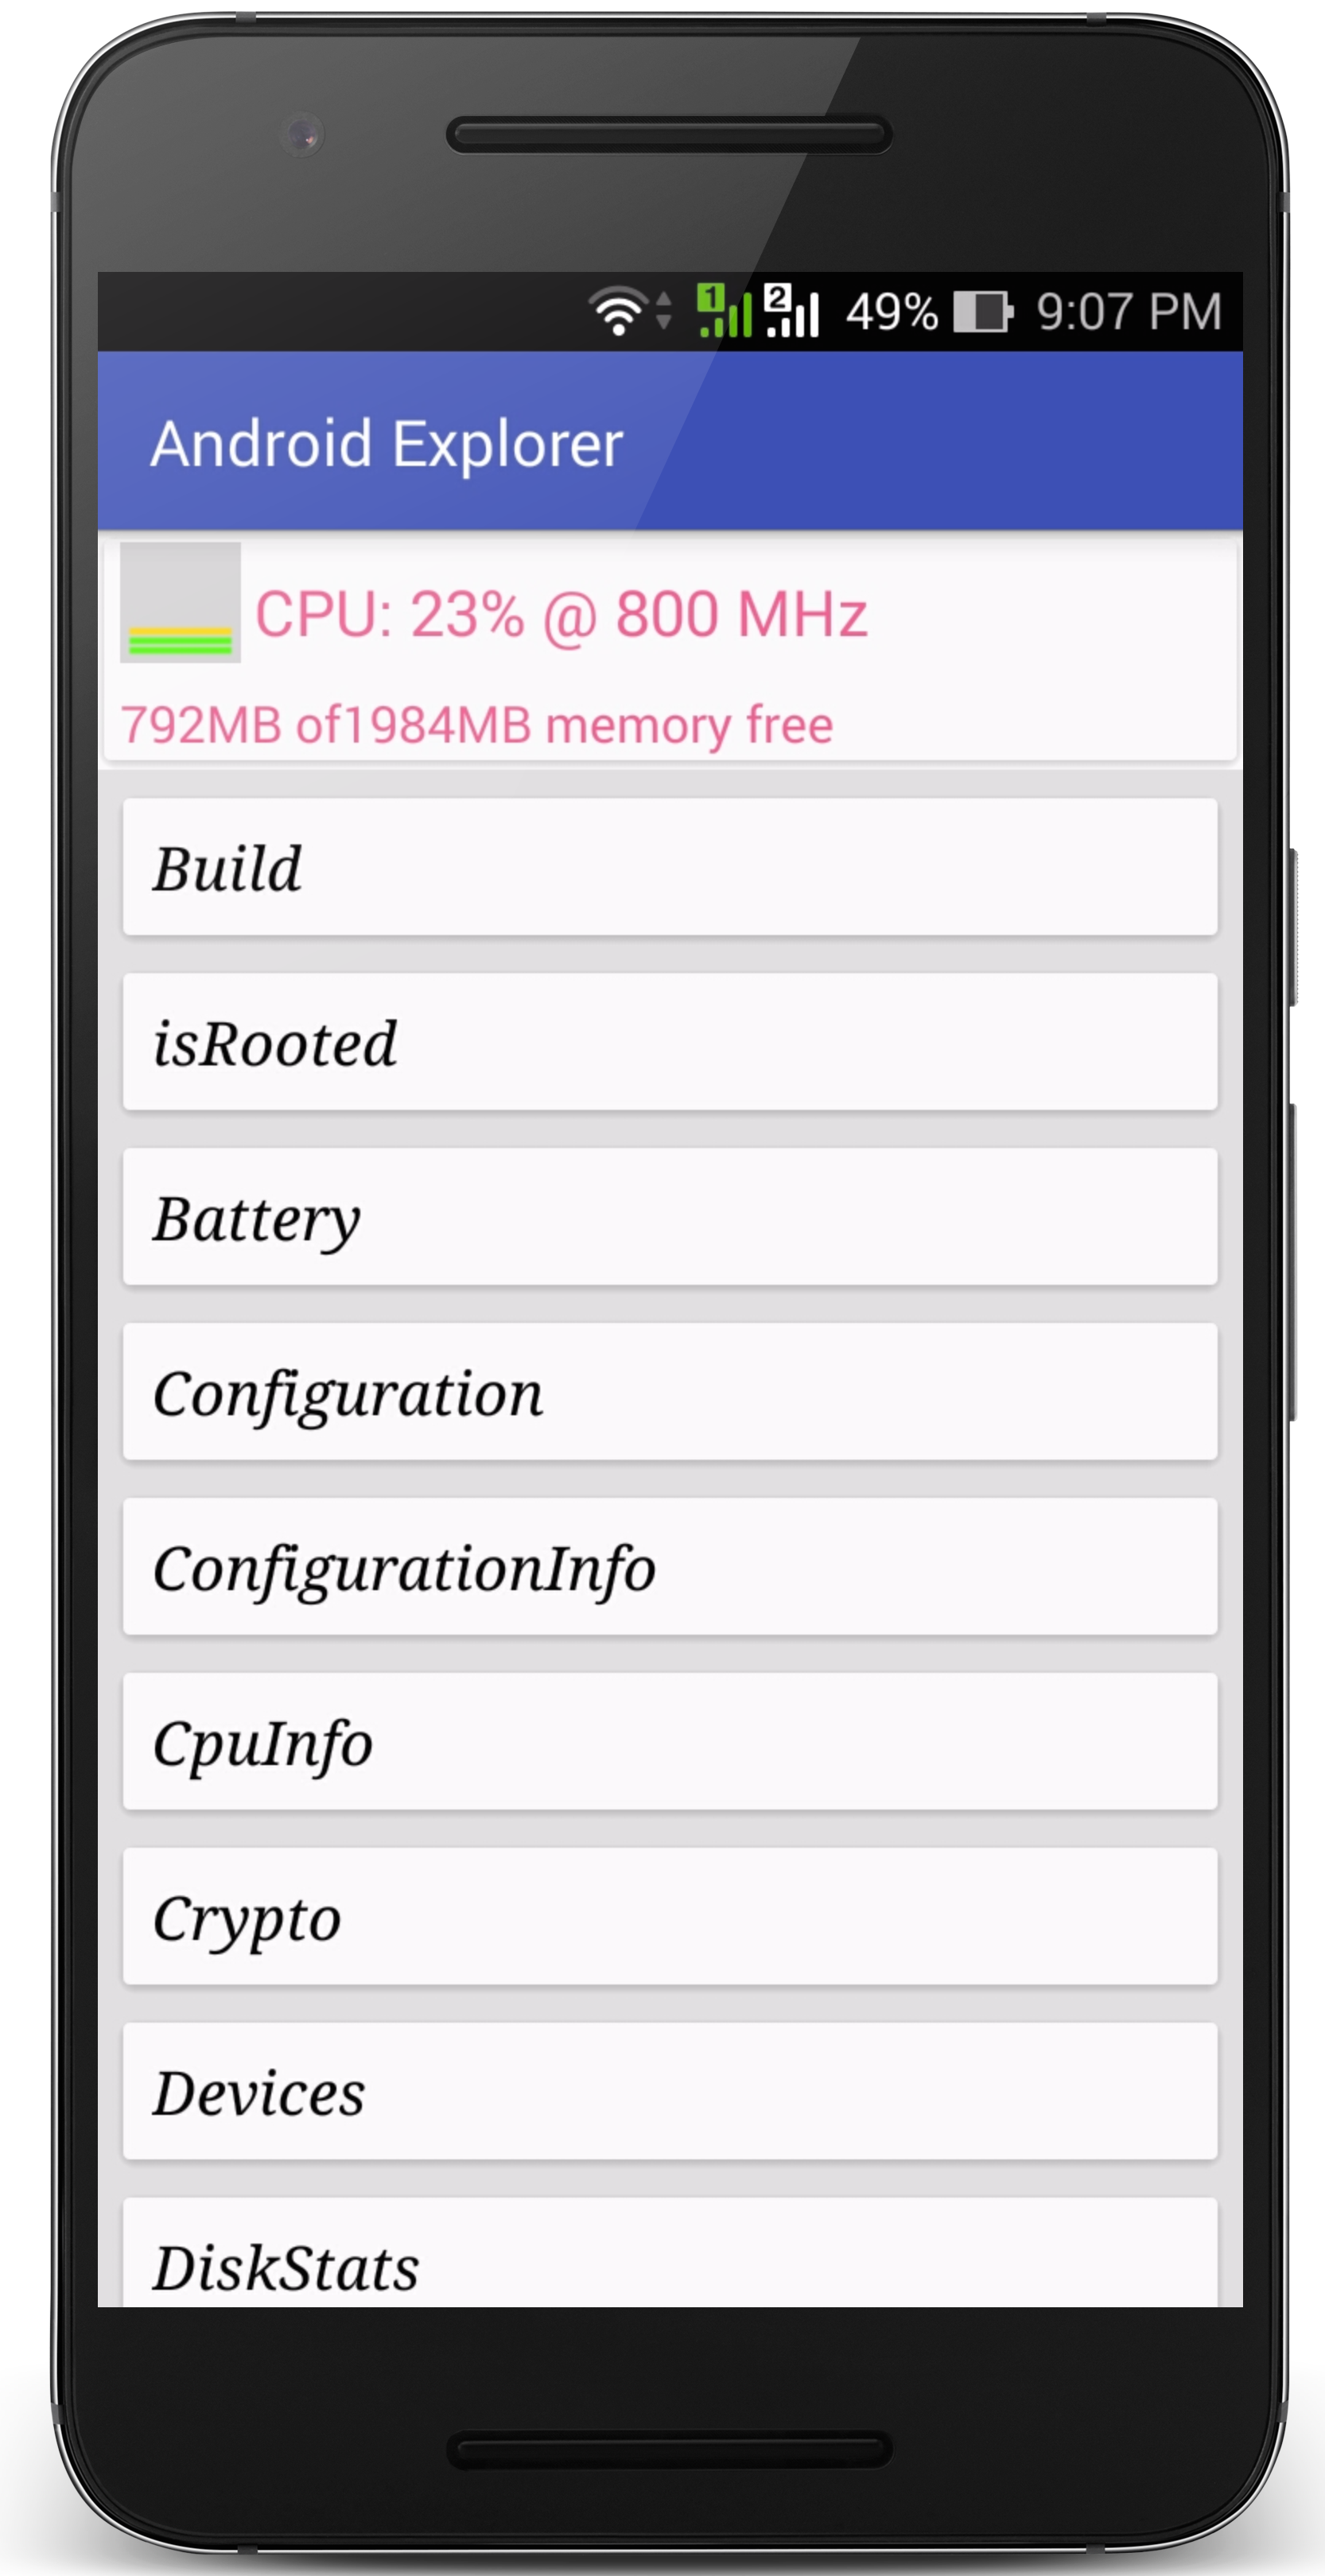 1 2 49% 9:07 PM
Android Explorer
CPU: 23% @ 800 MHz
792MB of1984MB memory free
Build
isRooted
Battery
Configuration
ConfigurationInfo
CpuInfo
Crypto
Devices
DiskStats